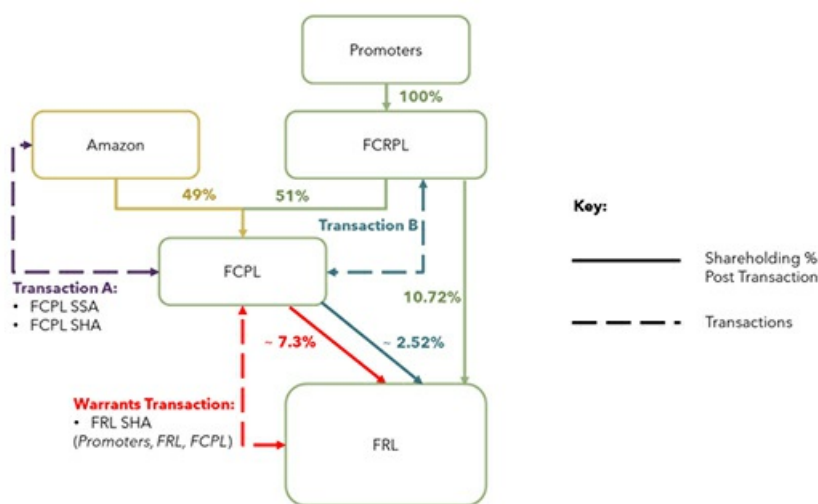 Promoters
100%
Amazon
FCRPL
49%
51%
Transaction B
Key:
FCPL
Shareholding %
Post Transaction
10.72%
Transaction A:
• FCPL SSA
• FCPL SHA
~ 7.3%
~ 2.52%
Transactions
Warrants Transaction:
• FRL SHA
(Promoters, FRL, FCPL)
FRL